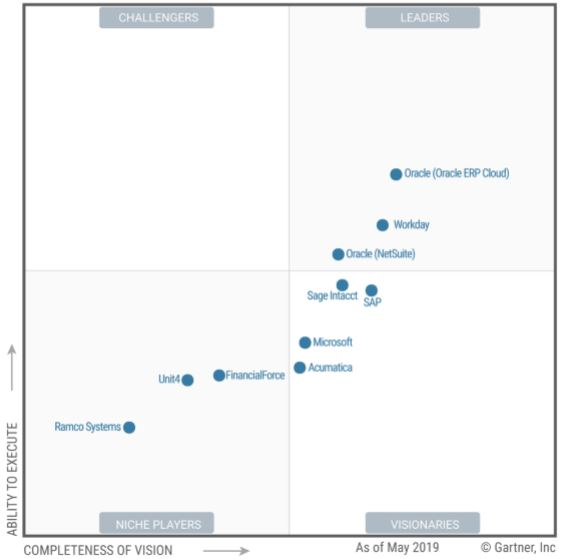 CHALLENGERS
LEADERS
Oracle (Oracle ERP Cloud)
Workday
Oracle (NetSuite)
Sage Intacct
SAP
Microsoft
Acumatica
FinancialForce
Unit4
Ramco Systems
NICHE PLAYERS
VISIONARIES
ABILITY TO EXECUTE
COMPLETENESS OF VISION
As of May 2019
© Gartner, Inc